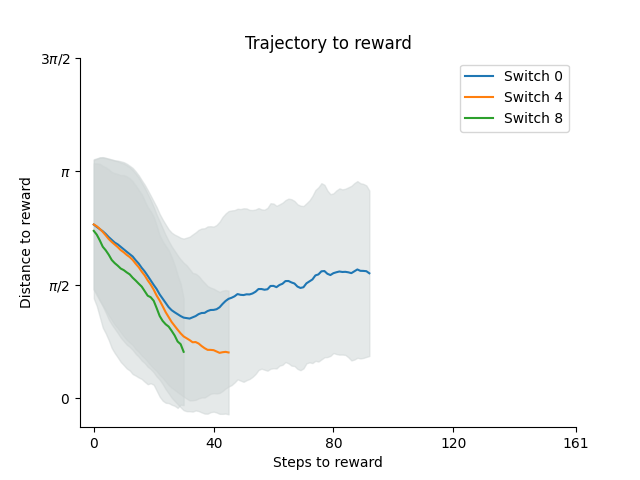 Trajectory to reward
3π/2
π
π/2
0
Distance to reward
Switch 0
Switch 4
Switch 8
0 40 80 120 161
Steps to reward